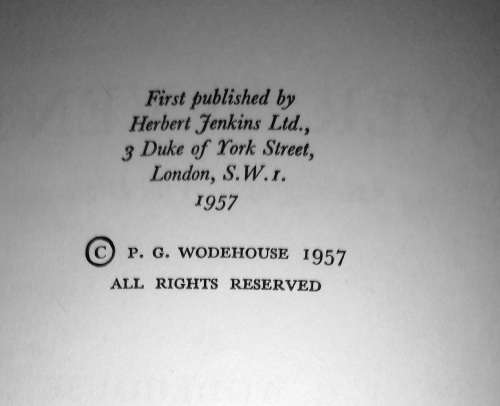 First published by
Herbert Jenkins Ltd.,
3 Duke of York Street,
London, S.W.1.
1957
© P. G. WODEHOUSE 1957
ALL RIGHTS RESERVED